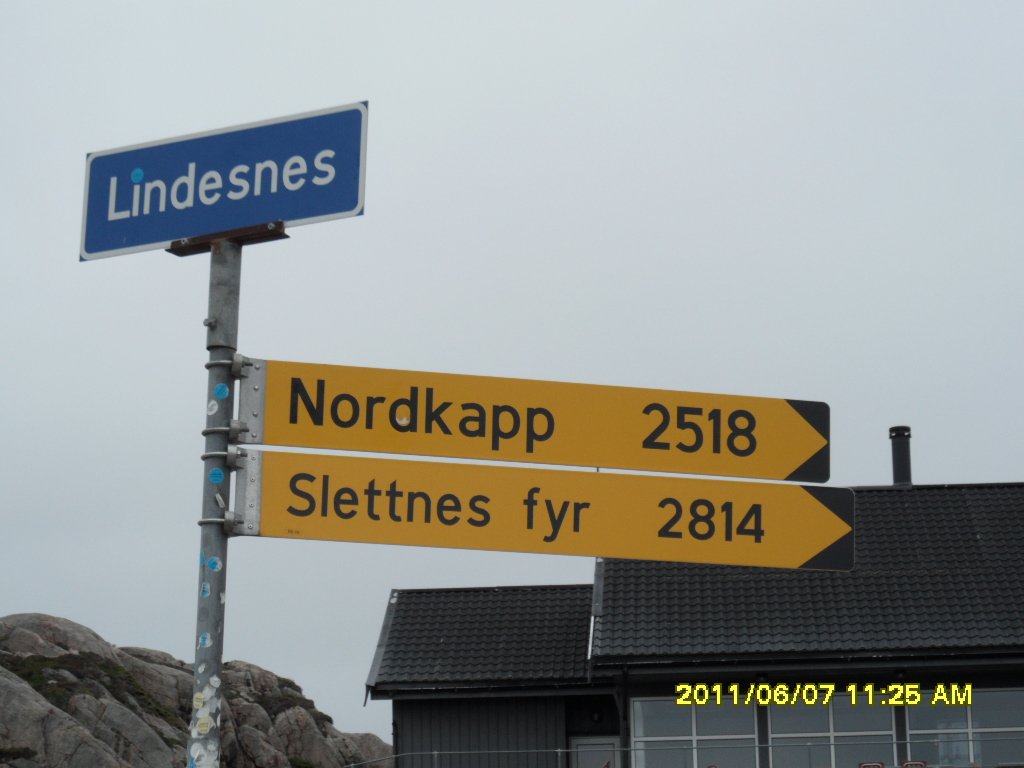 Lindesnes
Nordkapp 2518
Slettnes fyr 2814
2011/06/07 11:25 AM